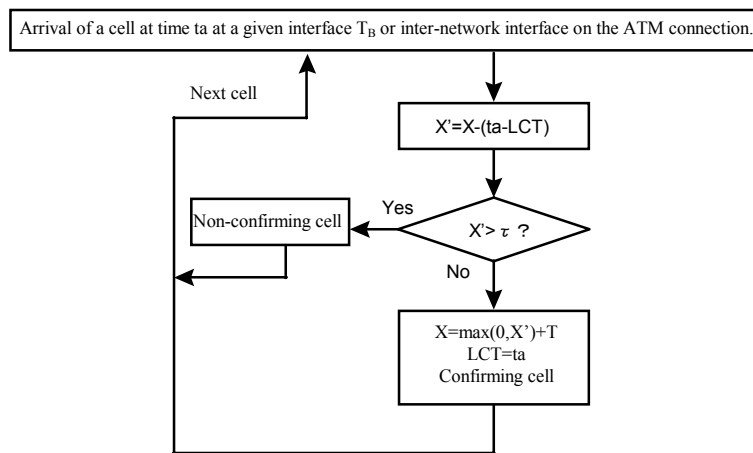 Arrival of a cell at time ta at a given interface T_B or inter-network interface on the ATM connection.
Next cell
X'=X-(ta-LCT)
Yes
Non-confirming cell
X'> τ ?
No
X=max(0,X')+T
LCT=ta
Confirming cell